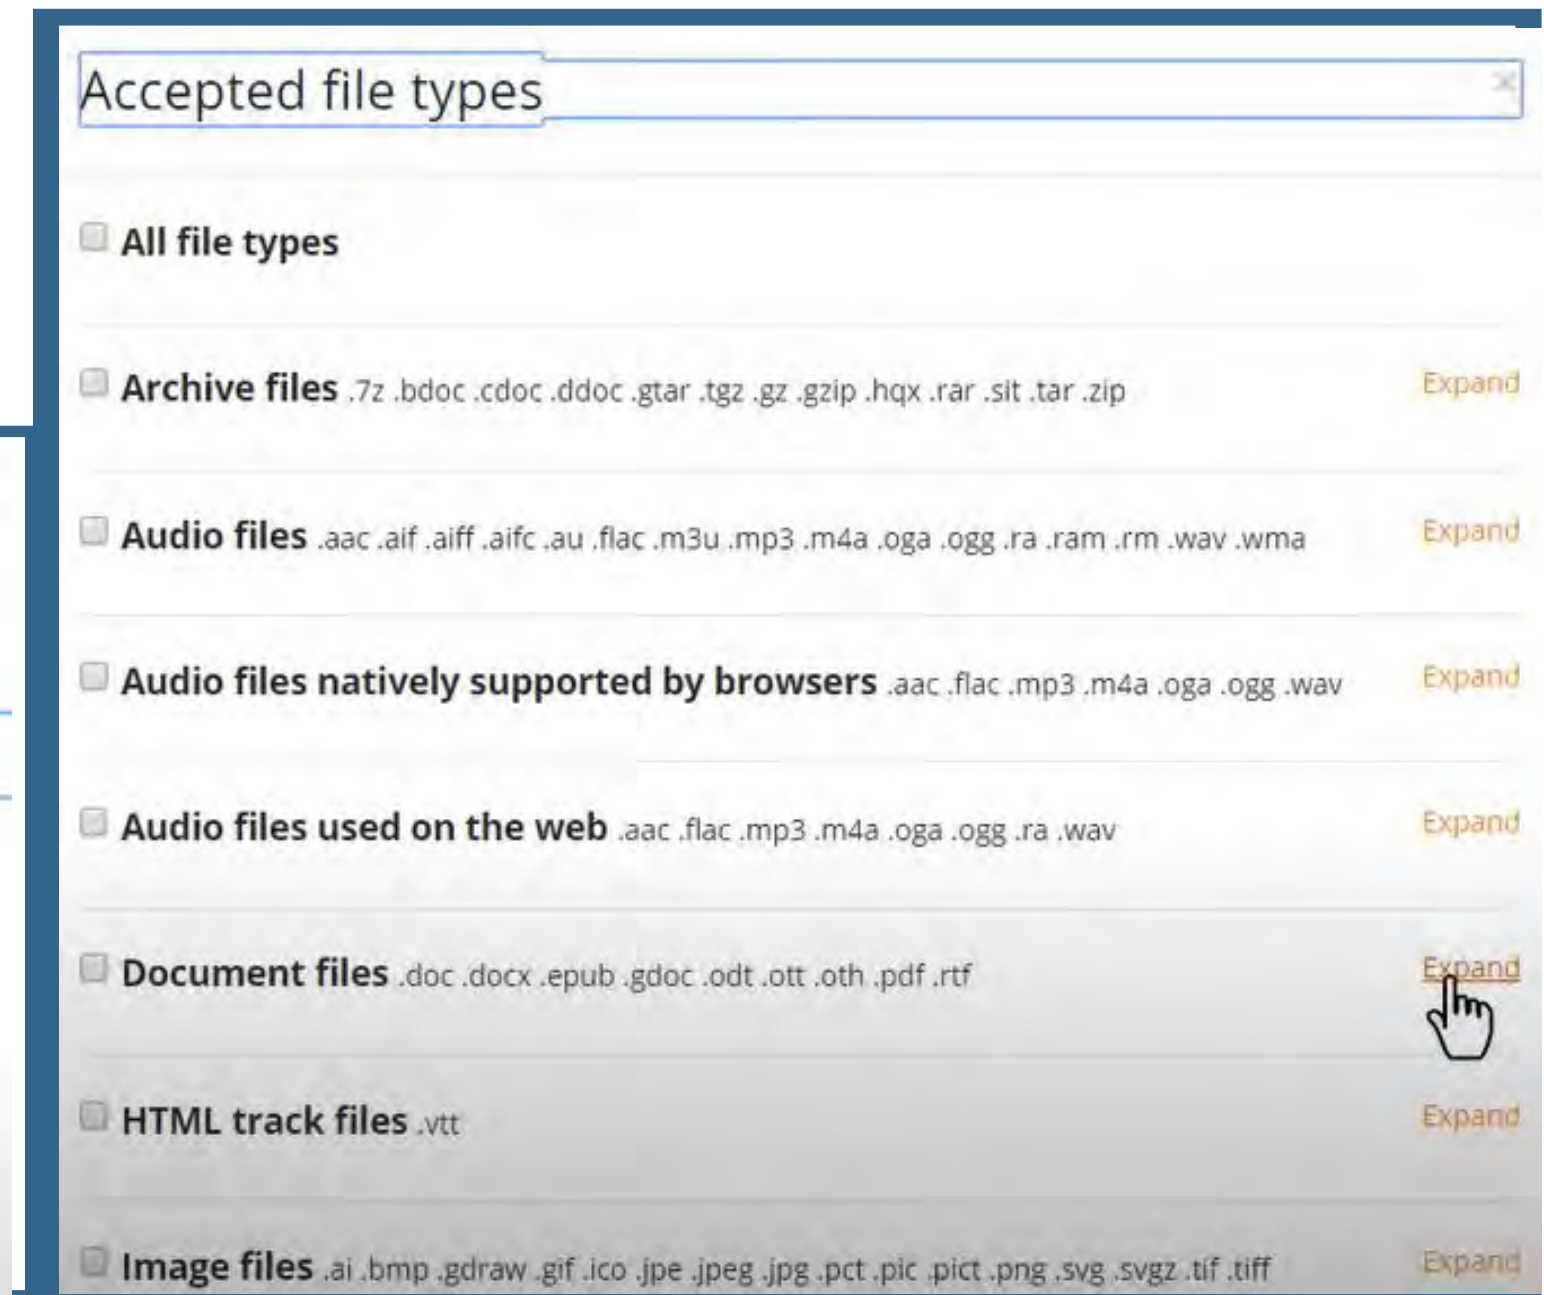 Accepted file types ×
All file types
Archive files .7z .bdoc .cdoc .ddoc .gtar .tgz .gz .gzip .hqx .rar .sit .tar .zip Expand
Audio files .aac .aif .aiff .aifc .au .flac .m3u .mp3 .m4a .oga .ogg .ra .ram .rm .wav .wma Expand
Audio files natively supported by browsers .aac .flac .mp3 .m4a .oga .ogg .wav Expand
Audio files used on the web .aac .flac .mp3 .m4a .oga .ogg .ra .wav Expand
Document files .doc .docx .epub .gdoc .odt .ott .oth .pdf .rtf Expand
HTML track files .vtt Expand
Image files .ai .bmp .gdraw .gif .ico .jpe .jpeg .jpg .pct .pic .pict .png .svg .svgz .tif .tiff Expand